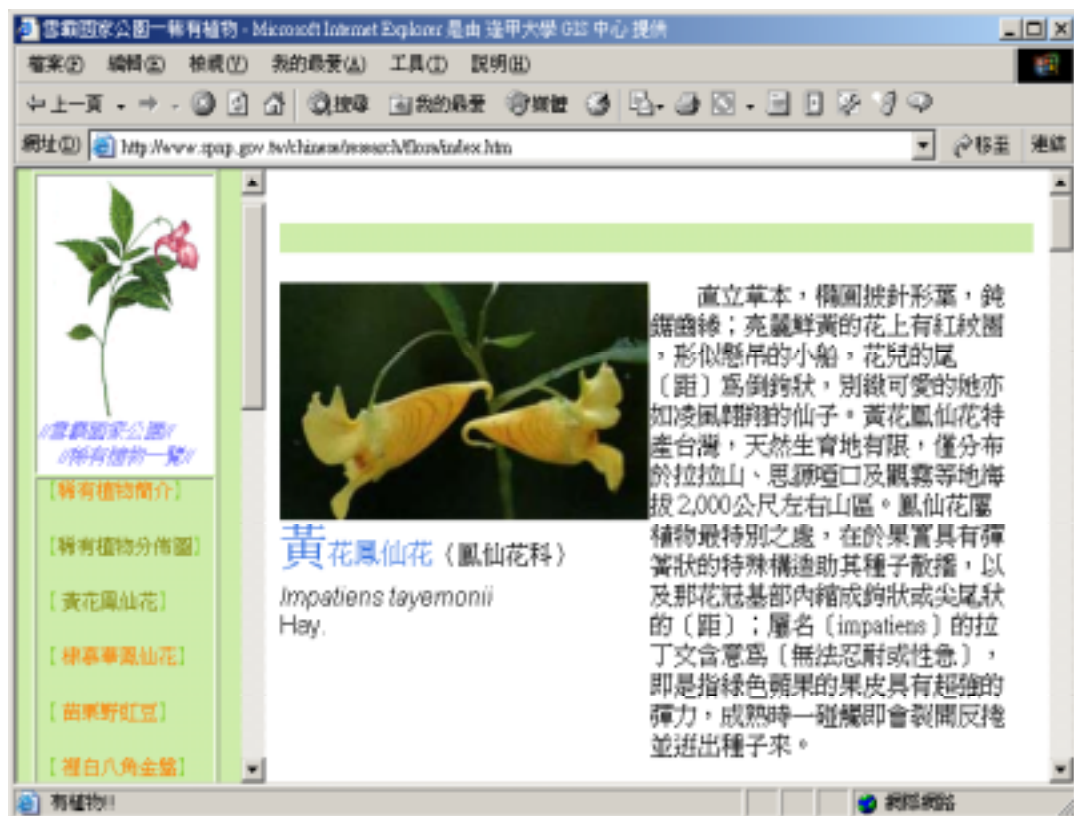 雪霸國家公園─稀有植物 - Microsoft Internet Explorer 是由 逢甲大學 GIS 中心 提供
檔案(F) 編輯(E) 檢視(V) 我的最愛(A) 工具(T) 說明(H)
上一頁 搜尋 我的最愛 媒體
網址(D) http://www.spnp.gov.tw/chinese/research/flora/index.htm 移至 連結
//雪霸國家公園//
//稀有植物一覽//
【稀有植物簡介】
【稀有植物分佈圖】
【黃花鳳仙花】
【棣慕華鳳仙花】
【苗栗野豇豆】
【裡白八角金盤】
黃花鳳仙花（鳳仙花科）
Impatiens tayemonii
Hay.
直立草本，橢圓披針形葉，鈍
鋸齒緣；亮麗鮮黃的花上有紅紋圈
，形似懸吊的小船，花兒的尾
〔距〕為倒鉤狀，別緻可愛的她亦
如凌風翱翔的仙子。黃花鳳仙花特
產台灣，天然生育地有限，僅分布
於拉拉山、思源啞口及觀霧等地海
拔2,000公尺左右山區。鳳仙花屬
植物最特別之處，在於果實具有彈
簧狀的特殊構造助其種子散播，以
及那花冠基部內縮成鉤狀或尖尾狀
的〔距〕；屬名〔impatiens〕的拉
丁文含意為〔無法忍耐或性急〕，
即是指綠色蒴果的果皮具有超強的
彈力，成熟時一碰觸即會裂開反捲
並迸出種子來。
有植物!!
網際網路